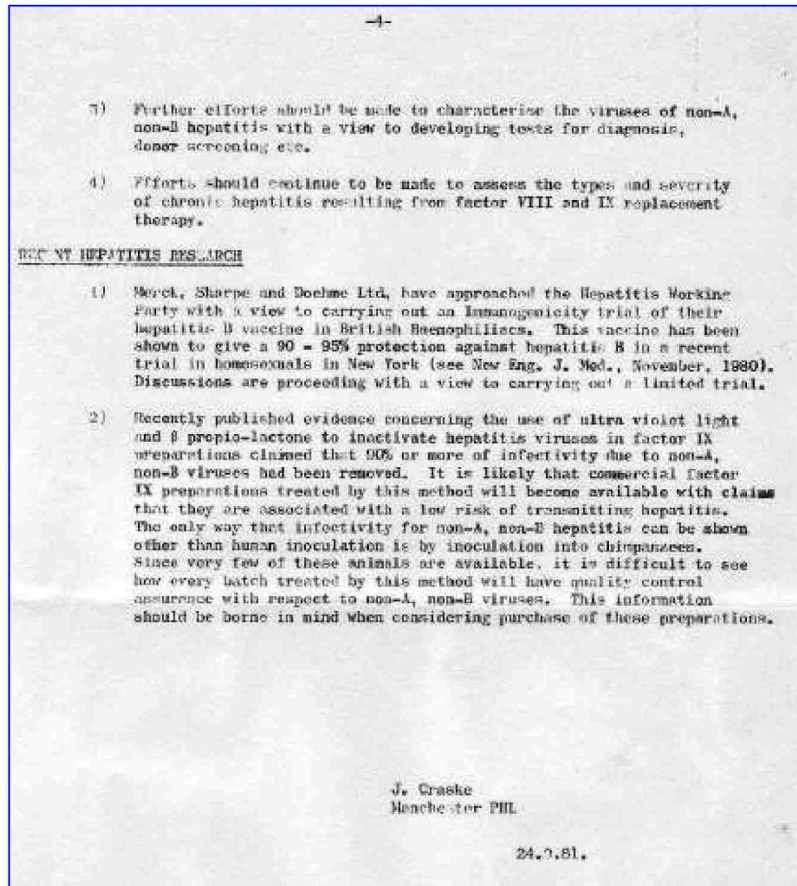 -4-
3) Further efforts should be made to characterise the viruses of non-A,
non-B hepatitis with a view to developing tests for diagnosis,
donor screening etc.
4) Efforts should continue to be made to assess the types and severity
of chronic hepatitis resulting from factor VIII and IX replacement
therapy.
RECENT HEPATITIS RESEARCH
1) Merck, Sharpe and Doehme Ltd, have approached the Hepatitis Working
Party with a view to carrying out an Immunogenicity trial of their
hepatitis B vaccine in British Haemophiliacs. This vaccine has been
shown to give a 90 - 95% protection against hepatitis B in a recent
trial in homosexuals in New York (see New Eng. J. Med., November, 1980).
Discussions are proceeding with a view to carrying out a limited trial.
2) Recently published evidence concerning the use of ultra violet light
and β propio-lactone to inactivate hepatitis viruses in factor IX
preparations claimed that 90% or more of infectivity due to non-A,
non-B viruses had been removed. It is likely that commercial factor
IX preparations treated by this method will become available with claims
that they are associated with a low risk of transmitting hepatitis.
The only way that infectivity for non-A, non-B hepatitis can be shown
other than human inoculation is by inoculation into chimpanzees.
Since very few of these animals are available, it is difficult to see
how every batch treated by this method will have quality control
assurence with respect to non-A, non-B viruses. This information
should be borne in mind when considering purchase of these preparations.
J. Craske
Manchester PHL